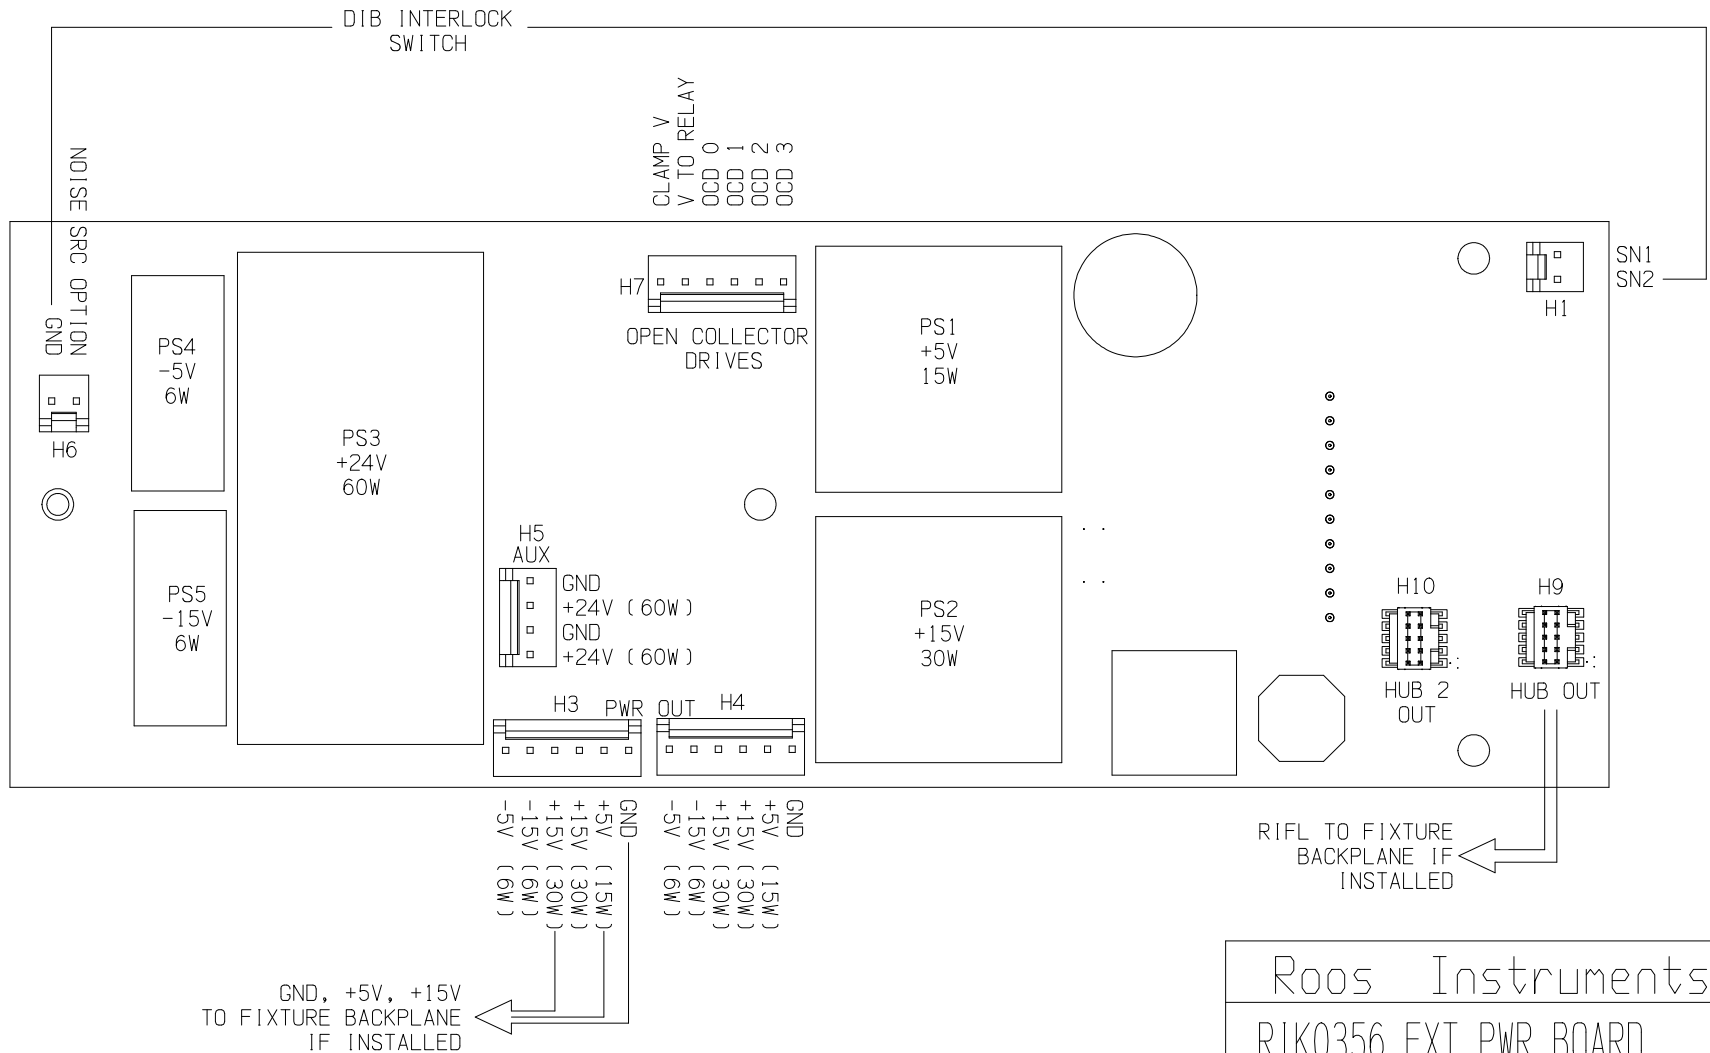 DIB INTERLOCK
SWITCH
NOISE SRC OPTION
GND
CLAMP V
V TO RELAY
OCD 0
OCD 1
OCD 2
OCD 3
H7
OPEN COLLECTOR
DRIVES
SN1
SN2
H1
PS4
-5V
6W
PS1
+5V
15W
H6
PS3
+24V
60W
H5
AUX
GND
+24V (60W)
GND
+24V (60W)
PS5
-15V
6W
PS2
+15V
30W
H10
HUB 2
OUT
H9
HUB OUT
H3
PWR OUT
H4
-5V (6W)
-15V (6W)
+15V (30W)
+15V (30W)
+5V (15W)
GND
-5V (6W)
-15V (6W)
+15V (30W)
+15V (30W)
+5V (15W)
GND
RIFL TO FIXTURE
BACKPLANE IF
INSTALLED
GND, +5V, +15V
TO FIXTURE BACKPLANE
IF INSTALLED
Roos Instruments
RIK0356 EXT PWR BOARD